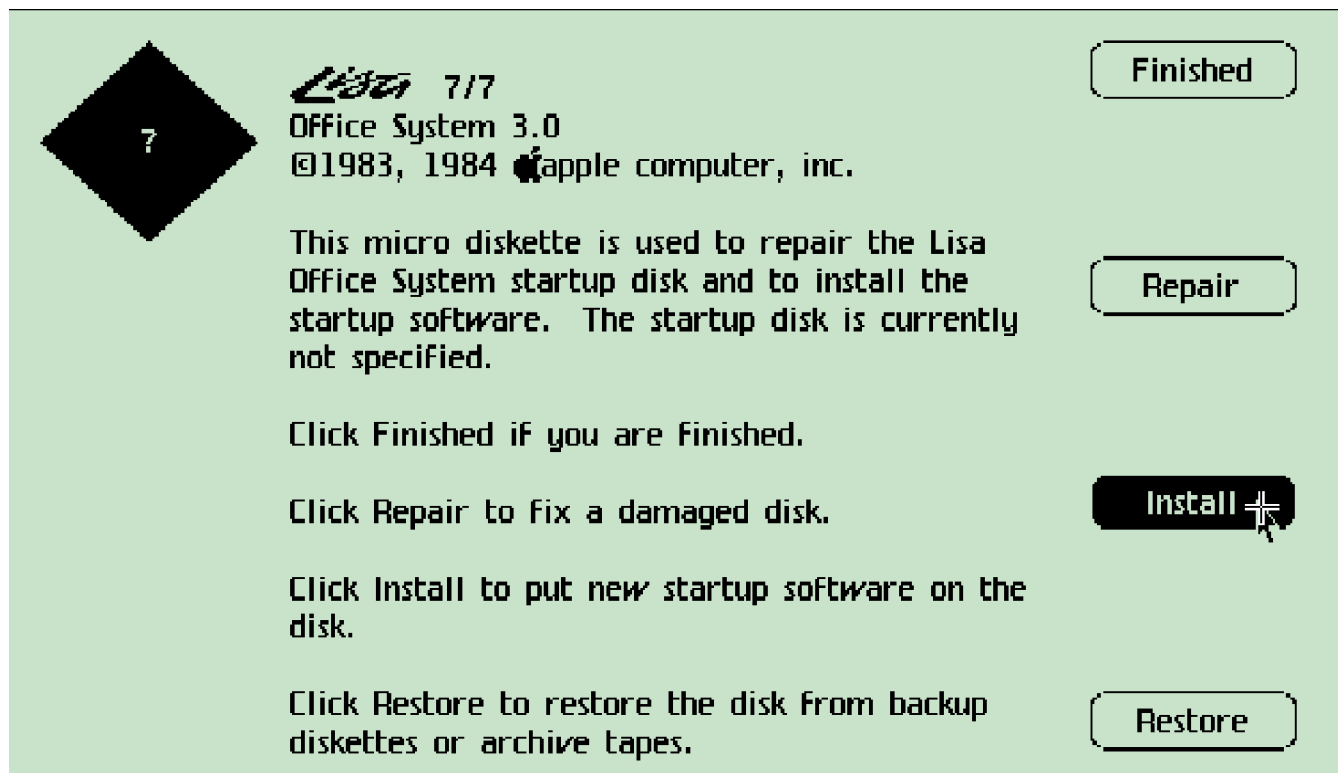 ?
Lisa 7/7
Office System 3.0
©1983, 1984 apple computer, inc.
This micro diskette is used to repair the Lisa
Office System startup disk and to install the
startup software.  The startup disk is currently
not specified.
Click Finished if you are finished.
Click Repair to fix a damaged disk.
Click Install to put new startup software on the
disk.
Click Restore to restore the disk from backup
diskettes or archive tapes.
Finished
Repair
Install
Restore